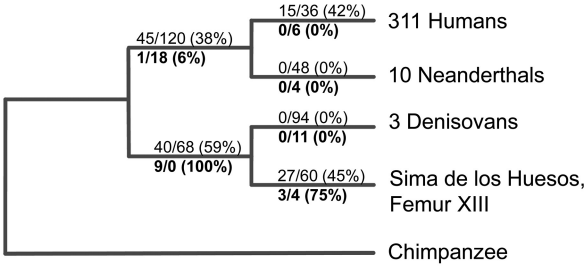 15/36 (42%)
0/6 (0%)
311 Humans
45/120 (38%)
1/18 (6%)
0/48 (0%)
0/4 (0%)
10 Neanderthals
0/94 (0%)
0/11 (0%)
3 Denisovans
40/68 (59%)
9/0 (100%)
27/60 (45%)
3/4 (75%)
Sima de los Huesos,
Femur XIII
Chimpanzee